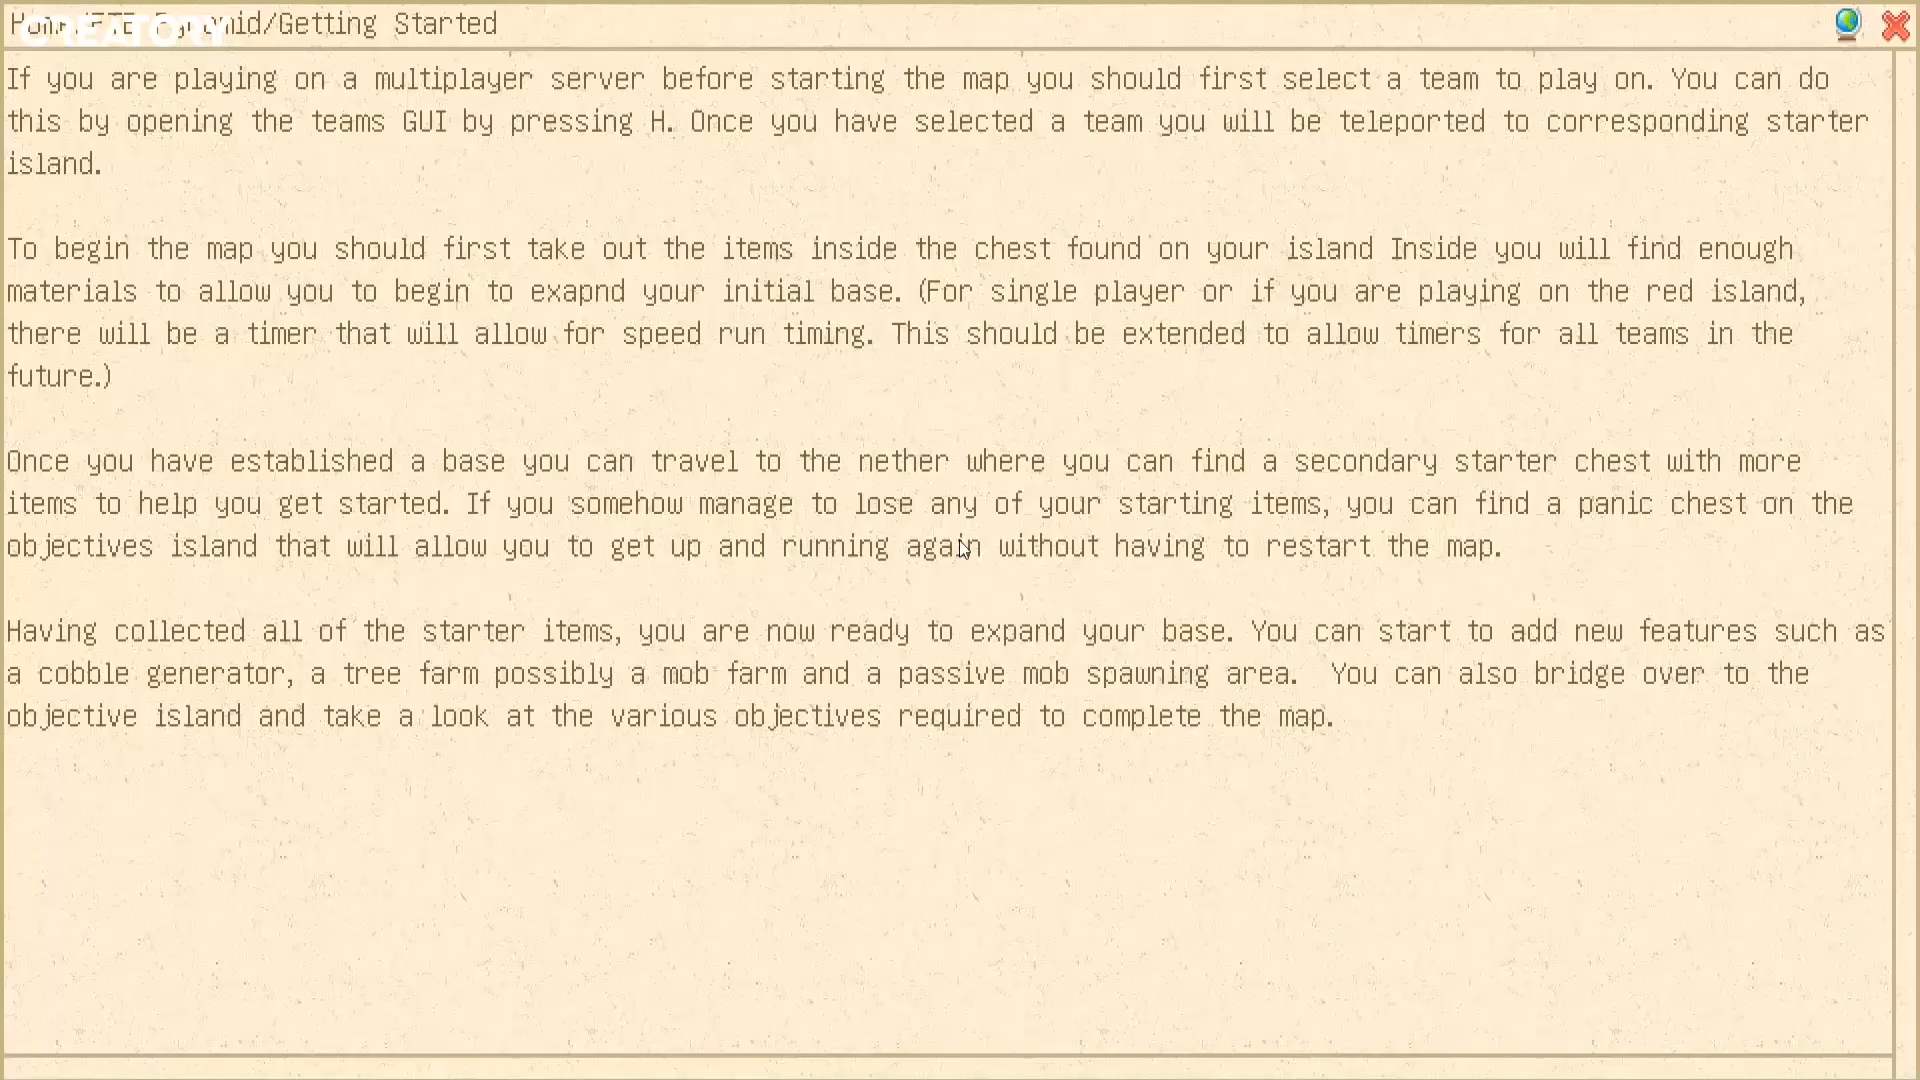 CREATORY
Home/FTB Pyramid/Getting Started
If you are playing on a multiplayer server before starting the map you should first select a team to play on. You can do
this by opening the teams GUI by pressing H. Once you have selected a team you will be teleported to corresponding starter
island.
To begin the map you should first take out the items inside the chest found on your island Inside you will find enough
materials to allow you to begin to exapnd your initial base. (For single player or if you are playing on the red island,
there will be a timer that will allow for speed run timing. This should be extended to allow timers for all teams in the
future.)
Once you have established a base you can travel to the nether where you can find a secondary starter chest with more
items to help you get started. If you somehow manage to lose any of your starting items, you can find a panic chest on the
objectives island that will allow you to get up and running again without having to restart the map.
Having collected all of the starter items, you are now ready to expand your base. You can start to add new features such as
a cobble generator, a tree farm possibly a mob farm and a passive mob spawning area.  You can also bridge over to the
objective island and take a look at the various objectives required to complete the map.